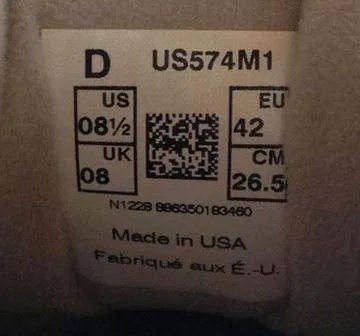 D US574M1
US EU
08½ 42
UK CM
08 26.5
N1228 886350183460
Made in USA
Fabriqué aux É.-U.